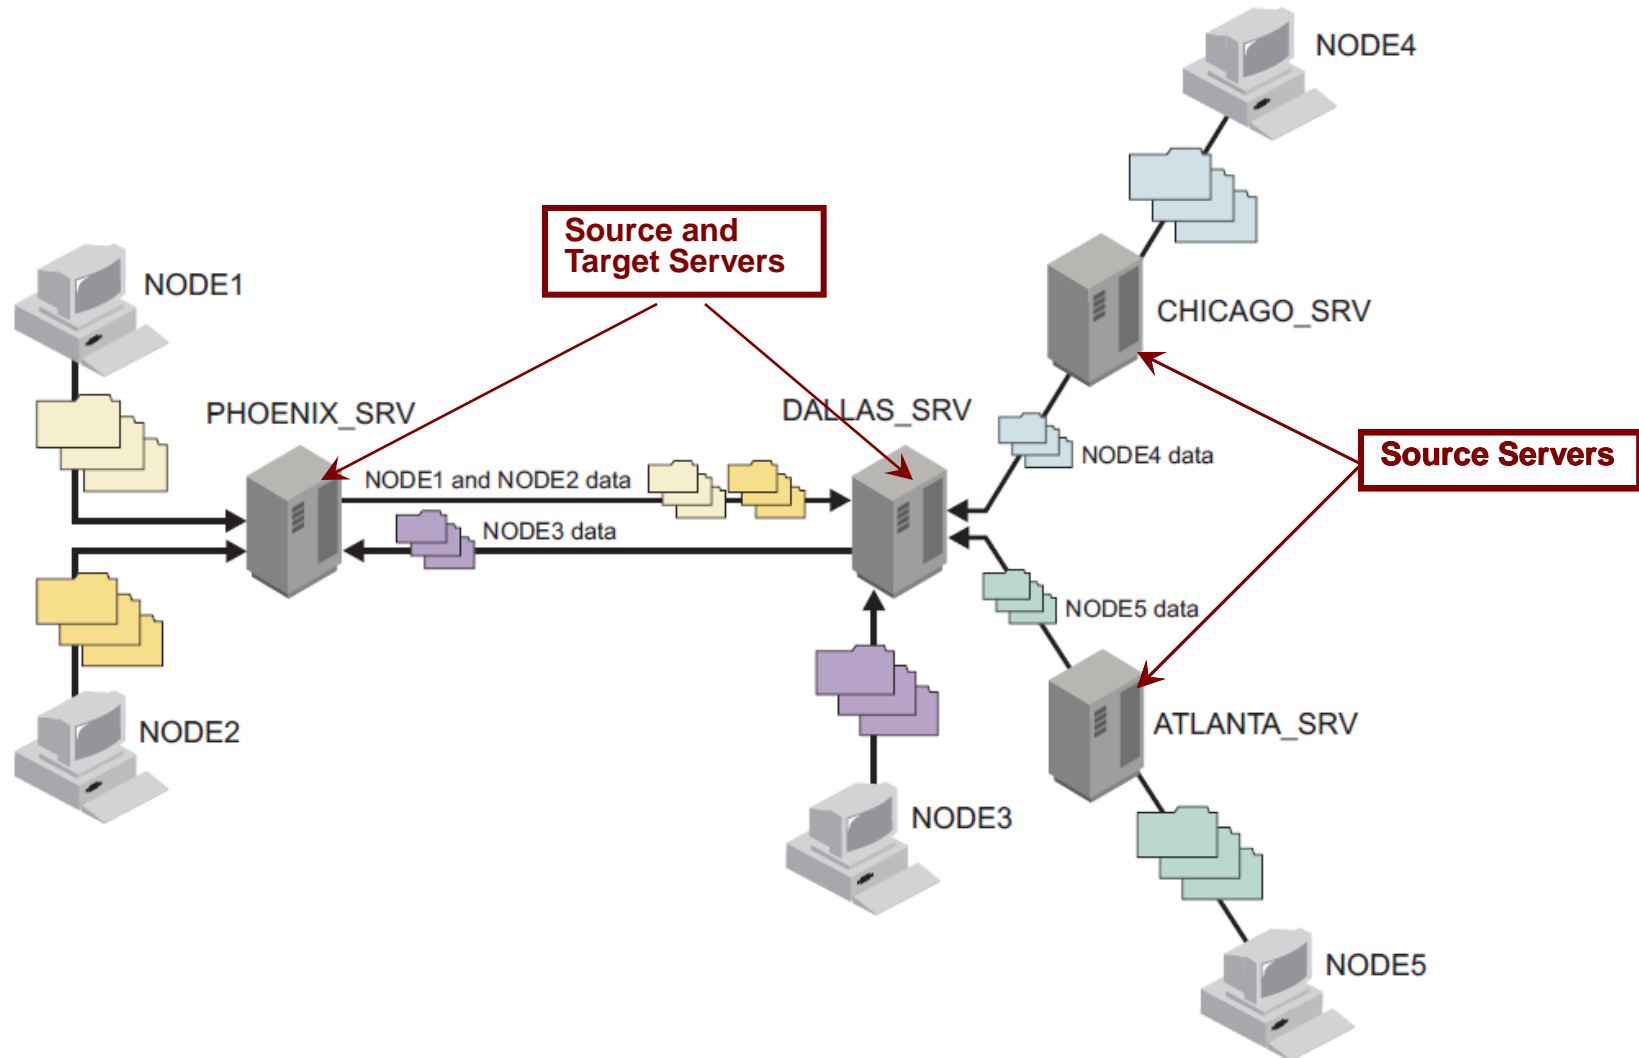 NODE4
Source and
Target Servers
NODE1
CHICAGO_SRV
PHOENIX_SRV
DALLAS_SRV
NODE4 data
Source Servers
NODE1 and NODE2 data
NODE3 data
NODE5 data
ATLANTA_SRV
NODE2
NODE3
NODE5